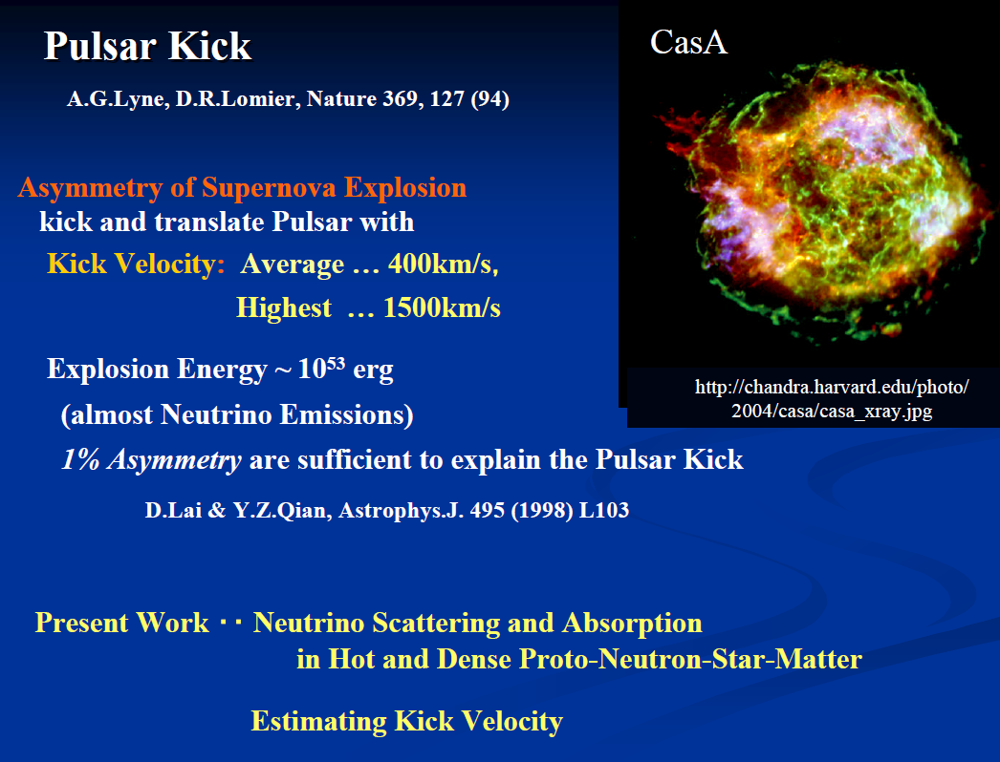 Pulsar Kick
A.G.Lyne, D.R.Lomier, Nature 369, 127 (94)
CasA
Asymmetry of Supernova Explosion
kick and translate Pulsar with
Kick Velocity: Average … 400km/s,
Highest … 1500km/s
http://chandra.harvard.edu/photo/
2004/casa/casa_xray.jpg
Explosion Energy ~ 10⁵³ erg
(almost Neutrino Emissions)
1% Asymmetry are sufficient to explain the Pulsar Kick
D.Lai & Y.Z.Qian, Astrophys.J. 495 (1998) L103
Present Work ・・ Neutrino Scattering and Absorption
in Hot and Dense Proto-Neutron-Star-Matter
Estimating Kick Velocity